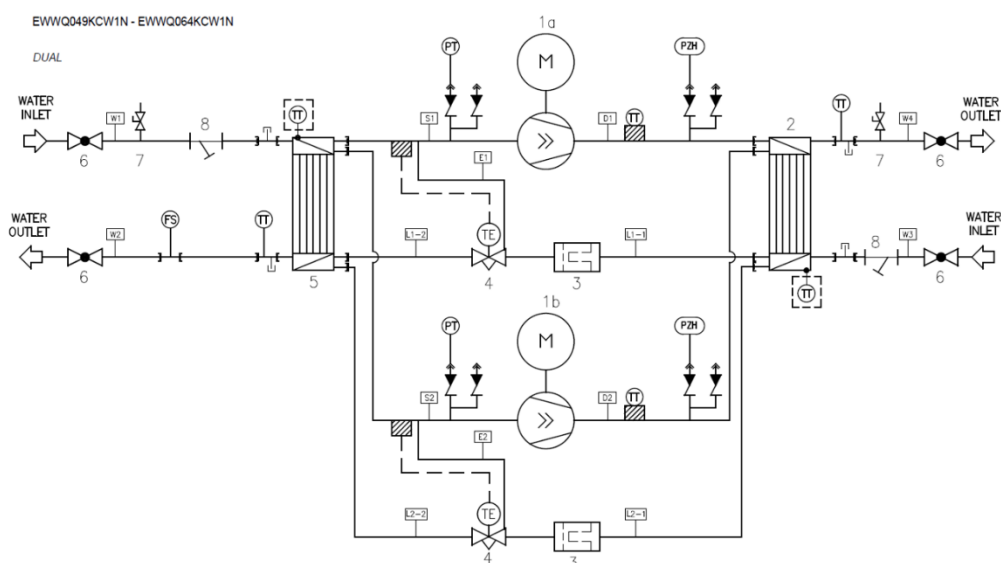 EWWQ049KCW1N - EWWQ064KCW1N
DUAL
1a
PT
M
PZH
WATER
INLET
W1
8
TT
S1
D1
TT
2
TT
W4
WATER
OUTLET
6
7
E1
7
6
WATER
OUTLET
W2
FS
TT
L1-2
TE
L1-1
8
W3
WATER
INLET
6
5
4
3
6
TT
1b
PT
M
PZH
S2
D2
TT
E2
L2-2
TE
L2-1
4
3